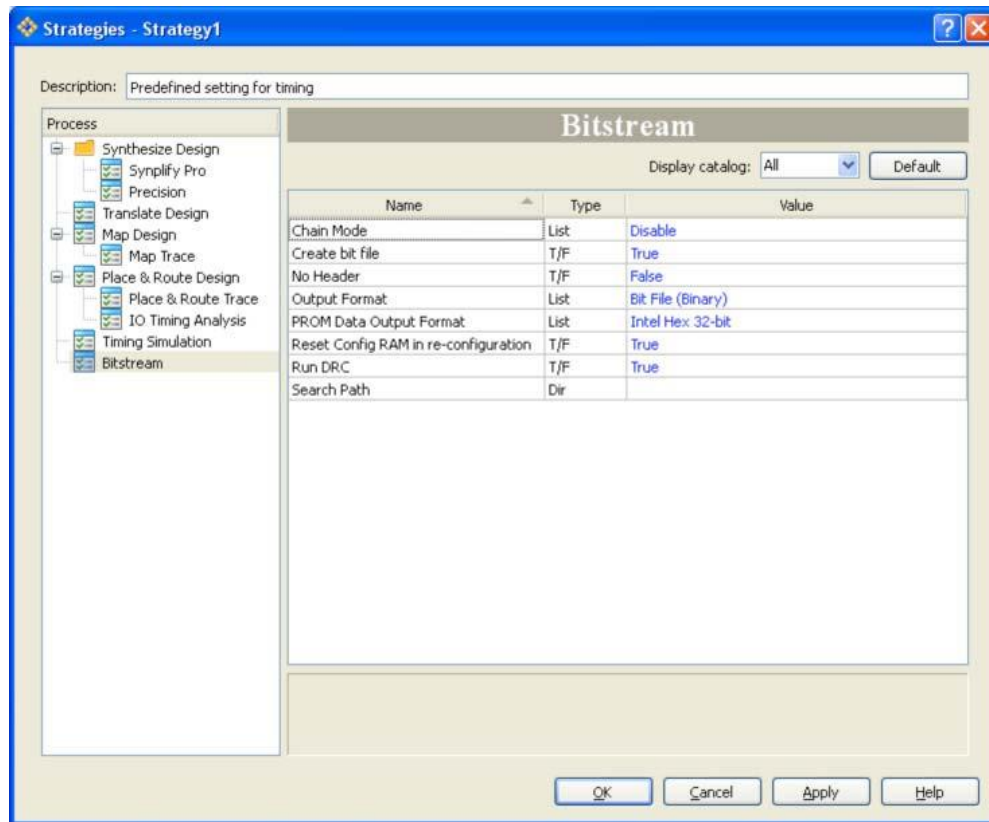 Strategies - Strategy1
Description: Predefined setting for timing
Process
Synthesize Design
Synplify Pro
Precision
Translate Design
Map Design
Map Trace
Place & Route Design
Place & Route Trace
IO Timing Analysis
Timing Simulation
Bitstream
Bitstream
Display catalog: All Default
Name Type Value
Chain Mode List Disable
Create bit file T/F True
No Header T/F False
Output Format List Bit File (Binary)
PROM Data Output Format List Intel Hex 32-bit
Reset Config RAM in re-configuration T/F True
Run DRC T/F True
Search Path Dir
OK Cancel Apply Help